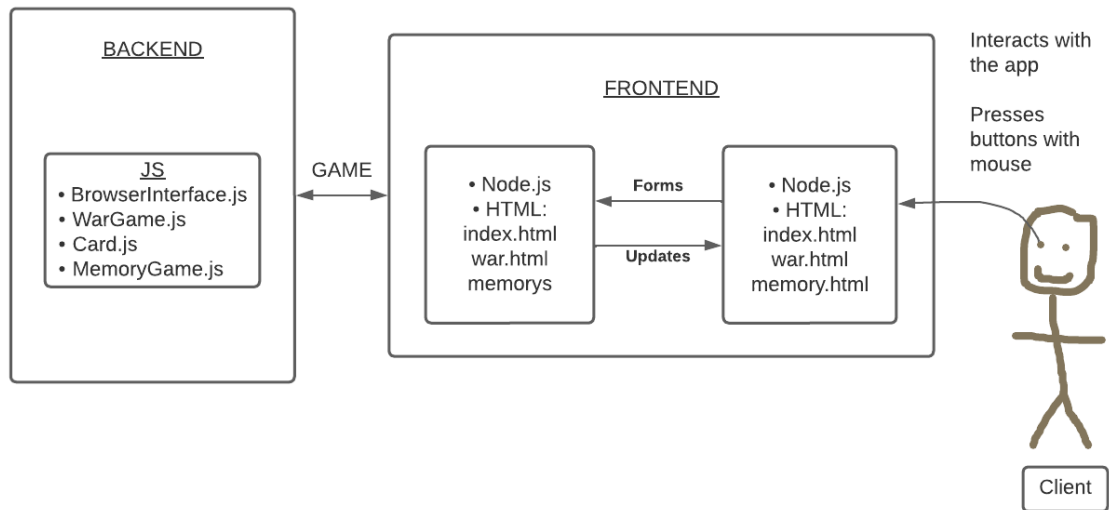 BACKEND
JS
• BrowserInterface.js
• WarGame.js
• Card.js
• MemoryGame.js
GAME
FRONTEND
• Node.js
• HTML:
index.html
war.html
memorys
Forms
Updates
• Node.js
• HTML:
index.html
war.html
memory.html
Interacts with
the app
Presses
buttons with
mouse
Client